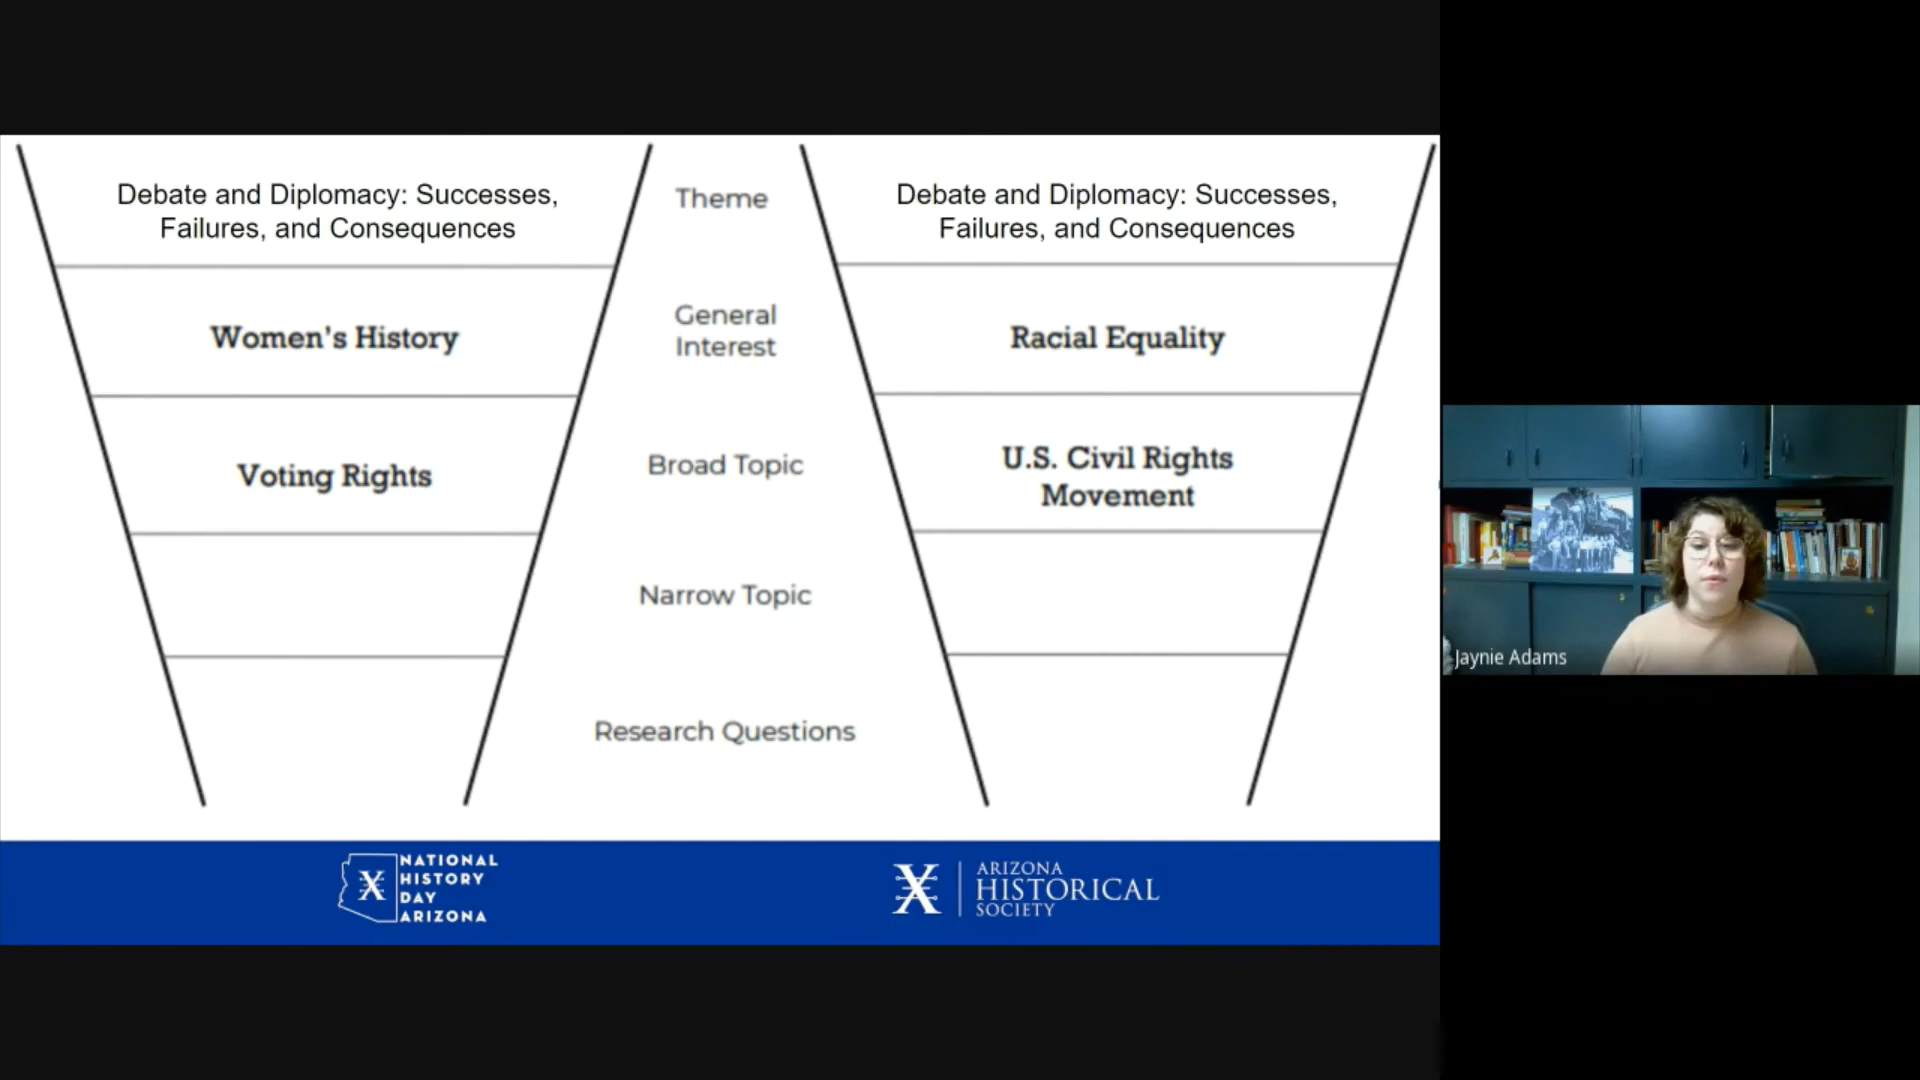 Debate and Diplomacy: Successes,
Failures, and Consequences
Women's History
Voting Rights
Theme
General
Interest
Broad Topic
Narrow Topic
Research Questions
Debate and Diplomacy: Successes,
Failures, and Consequences
Racial Equality
U.S. Civil Rights
Movement
NATIONAL
HISTORY
DAY
ARIZONA
ARIZONA
HISTORICAL
SOCIETY
Jaynie Adams